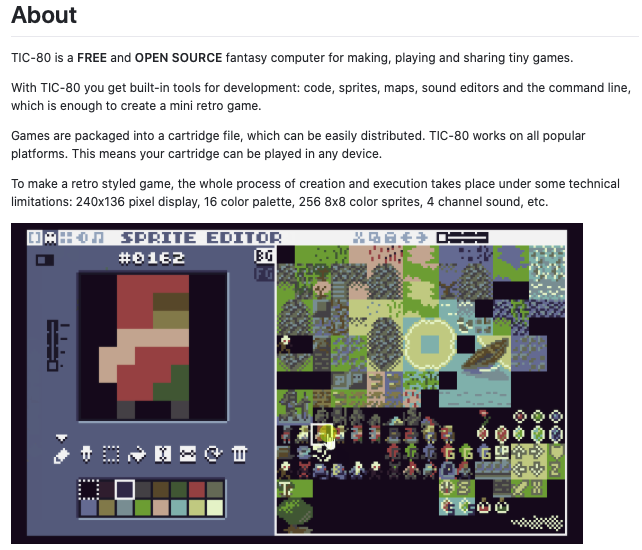 About
TIC-80 is a FREE and OPEN SOURCE fantasy computer for making, playing and sharing tiny games.
With TIC-80 you get built-in tools for development: code, sprites, maps, sound editors and the command line,
which is enough to create a mini retro game.
Games are packaged into a cartridge file, which can be easily distributed. TIC-80 works on all popular
platforms. This means your cartridge can be played in any device.
To make a retro styled game, the whole process of creation and execution takes place under some technical
limitations: 240x136 pixel display, 16 color palette, 256 8x8 color sprites, 4 channel sound, etc.
SPRITE EDITOR
#0162
BG
FG